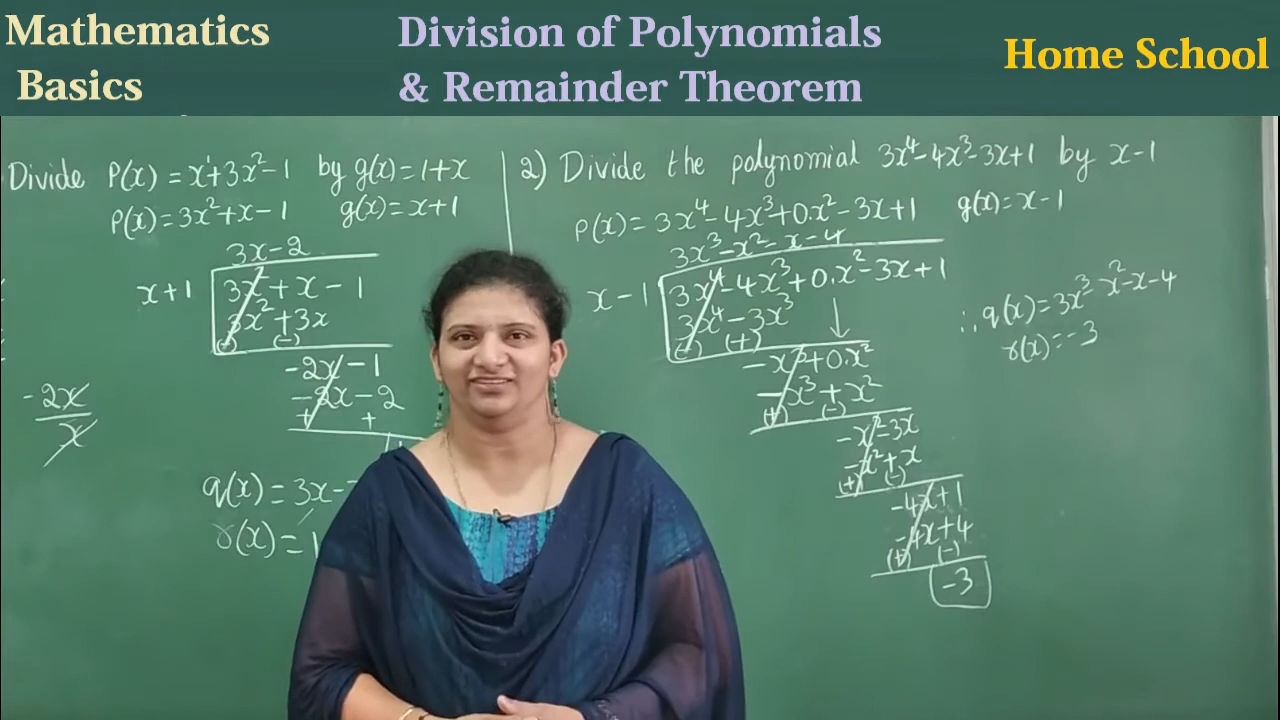 Mathematics
Basics
Division of Polynomials
& Remainder Theorem
Home School
Divide P(x) = x¹+3x²-1 by g(x) = 1+x
P(x) = 3x²+x-1 g(x) = x+1
3x-2
x+1 3x²+x-1
3x²+3x
(-) (-)
-2x-1
-2x-2
+ +
-2x
x
q(x) = 3x-
r(x) = 1
2) Divide the polynomial 3x⁴-4x³-3x+1 by x-1
P(x) = 3x⁴-4x³+0.x²-3x+1 g(x) = x-1
3x³-x²-x-4
x-1 3x⁴-4x³+0.x²-3x+1
3x⁴-3x³
(-) (+)
-x³+0.x²
-x³+x²
(+) (-)
-x²-3x
-x²+x
(+) (-)
-4x+1
-4x+4
(+) (-)
-3
∴ q(x) = 3x³-x²-x-4
r(x) = -3